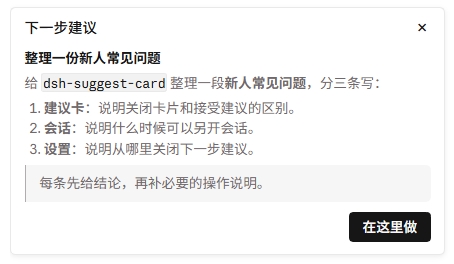 下一步建议 ×
整理一份新人常见问题
给 dsh-suggest-card 整理一段新人常见问题，分三条写：
1. 建议卡：说明关闭卡片和接受建议的区别。
2. 会话：说明什么时候可以另开会话。
3. 设置：说明从哪里关闭下一步建议。
每条先给结论，再补必要的操作说明。
在这里做